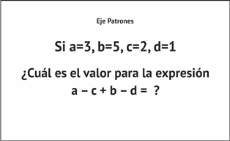 Eje Patrones
Si a=3, b=5, c=2, d=1
¿Cuál es el valor para la expresión
a – c + b – d = ?